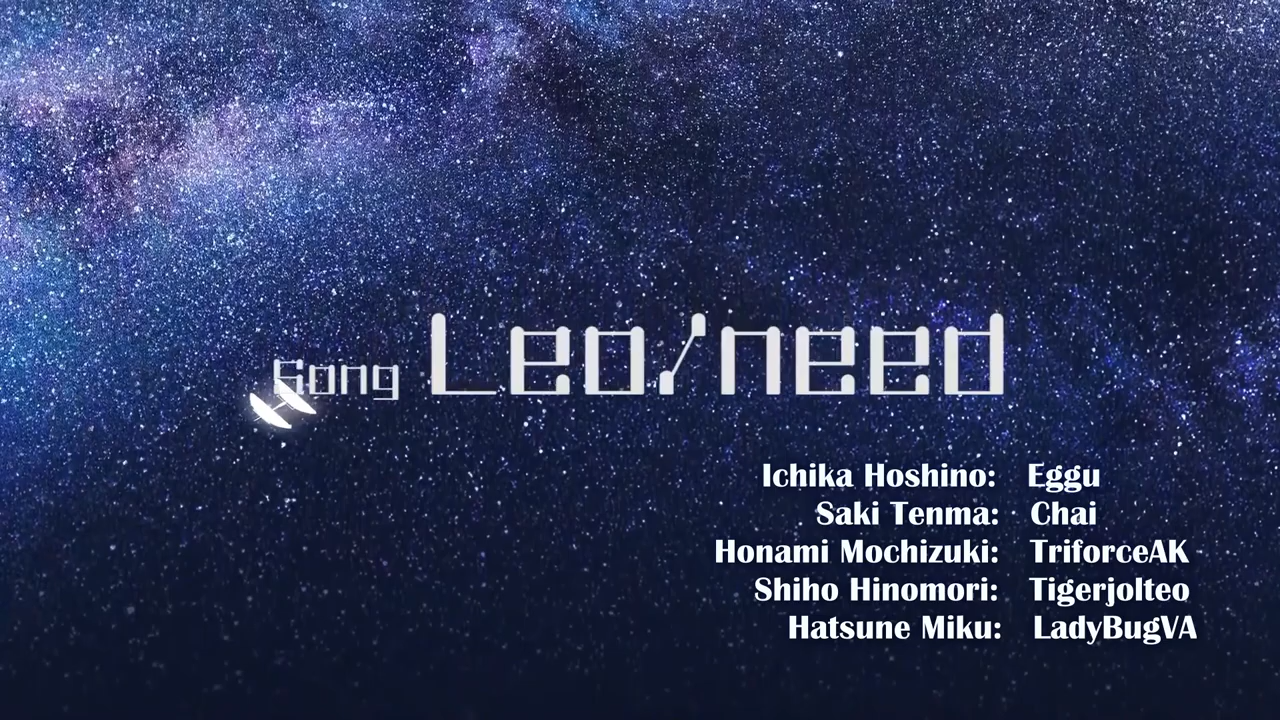 Song Leo/need
Ichika Hoshino: Eggu
Saki Tenma: Chai
Honami Mochizuki: TriforceAK
Shiho Hinomori: Tigerjolteo
Hatsune Miku: LadyBugVA